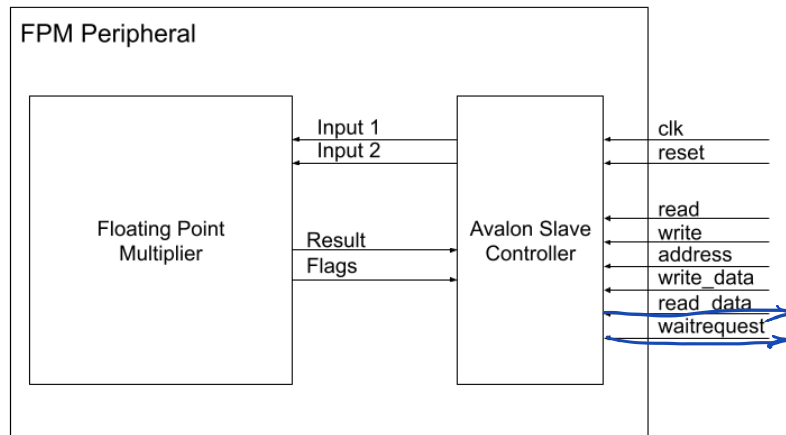 FPM Peripheral
Input 1
Input 2
clk
reset
Floating Point
Multiplier
Result
Flags
Avalon Slave
Controller
read
write
address
write_data
read_data
waitrequest